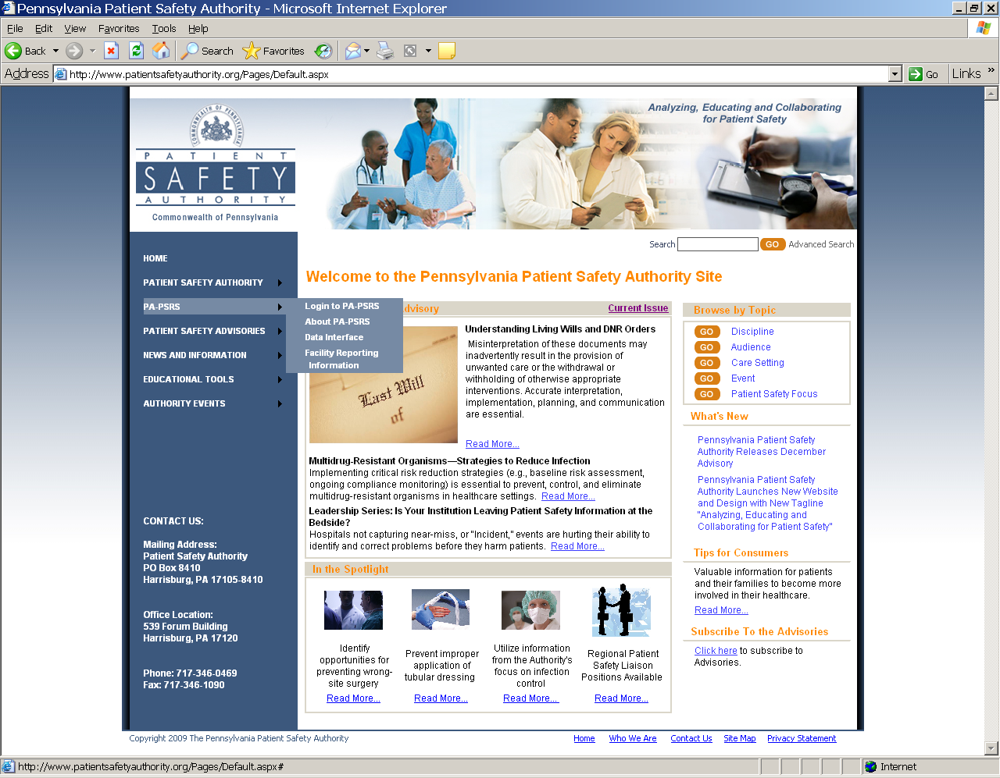 Pennsylvania Patient Safety Authority - Microsoft Internet Explorer
File Edit View Favorites Tools Help
Back Search Favorites
Address http://www.patientsafetyauthority.org/Pages/Default.aspx Go Links »
COMMONWEALTH OF PENNSYLVANIA
PATIENT
SAFETY
AUTHORITY
Commonwealth of Pennsylvania
Analyzing, Educating and Collaborating
for Patient Safety
Search GO Advanced Search
HOME
PATIENT SAFETY AUTHORITY
PA-PSRS
PATIENT SAFETY ADVISORIES
NEWS AND INFORMATION
EDUCATIONAL TOOLS
AUTHORITY EVENTS
Login to PA-PSRS
About PA-PSRS
Data Interface
Facility Reporting
Information
CONTACT US:
Mailing Address:
Patient Safety Authority
PO Box 8410
Harrisburg, PA 17105-8410
Office Location:
539 Forum Building
Harrisburg, PA 17120
Phone: 717-346-0469
Fax: 717-346-1090
Welcome to the Pennsylvania Patient Safety Authority Site
dvisory Current Issue
Last Will
of
Understanding Living Wills and DNR Orders
Misinterpretation of these documents may
inadvertently result in the provision of
unwanted care or the withdrawal or
withholding of otherwise appropriate
interventions. Accurate interpretation,
implementation, planning, and communication
are essential.
Read More...
Multidrug-Resistant Organisms—Strategies to Reduce Infection
Implementing critical risk reduction strategies (e.g., baseline risk assessment,
ongoing compliance monitoring) is essential to prevent, control, and eliminate
multidrug-resistant organisms in healthcare settings. Read More...
Leadership Series: Is Your Institution Leaving Patient Safety Information at the
Bedside?
Hospitals not capturing near-miss, or "Incident," events are hurting their ability to
identify and correct problems before they harm patients. Read More...
In the Spotlight
Identify
opportunities for
preventing wrong-
site surgery
Read More...
Prevent improper
application of
tubular dressing
Read More...
Utilize information
from the Authority's
focus on infection
control
Read More...
Regional Patient
Safety Liaison
Positions Available
Read More...
Browse by Topic
GO Discipline
GO Audience
GO Care Setting
GO Event
GO Patient Safety Focus
What's New
Pennsylvania Patient Safety
Authority Releases December
Advisory
Pennsylvania Patient Safety
Authority Launches New Website
and Design with New Tagline
"Analyzing, Educating and
Collaborating for Patient Safety"
Tips for Consumers
Valuable information for patients
and their families to become more
involved in their healthcare.
Read More...
Subscribe To the Advisories
Click here to subscribe to
Advisories.
Copyright 2009 The Pennsylvania Patient Safety Authority
Home Who We Are Contact Us Site Map Privacy Statement
http://www.patientsafetyauthority.org/Pages/Default.aspx# Internet